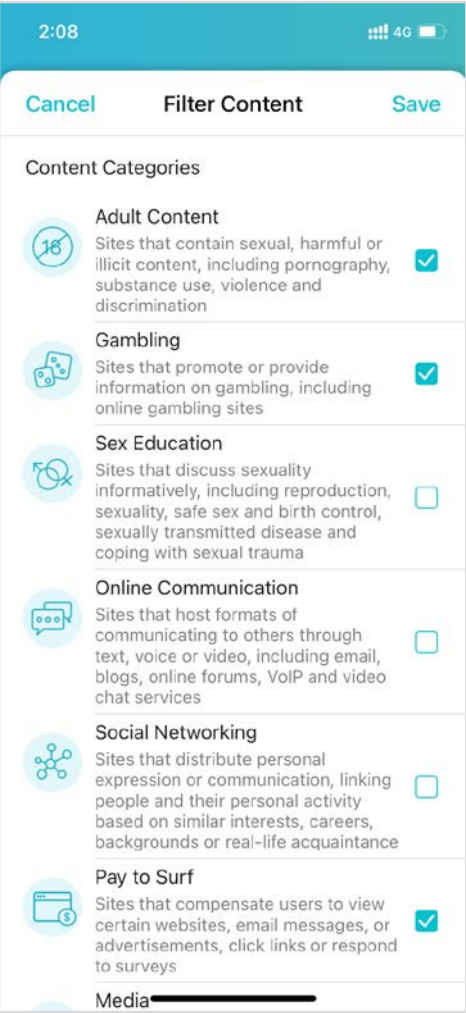 2:08
4G
Cancel
Filter Content
Save
Content Categories
18
Adult Content
Sites that contain sexual, harmful or
illicit content, including pornography,
substance use, violence and
discrimination
Gambling
Sites that promote or provide
information on gambling, including
online gambling sites
Sex Education
Sites that discuss sexuality
informatively, including reproduction,
sexuality, safe sex and birth control,
sexually transmitted disease and
coping with sexual trauma
Online Communication
Sites that host formats of
communicating to others through
text, voice or video, including email,
blogs, online forums, VoIP and video
chat services
Social Networking
Sites that distribute personal
expression or communication, linking
people and their personal activity
based on similar interests, careers,
backgrounds or real-life acquaintance
Pay to Surf
$
Sites that compensate users to view
certain websites, email messages, or
advertisements, click links or respond
to surveys
Media